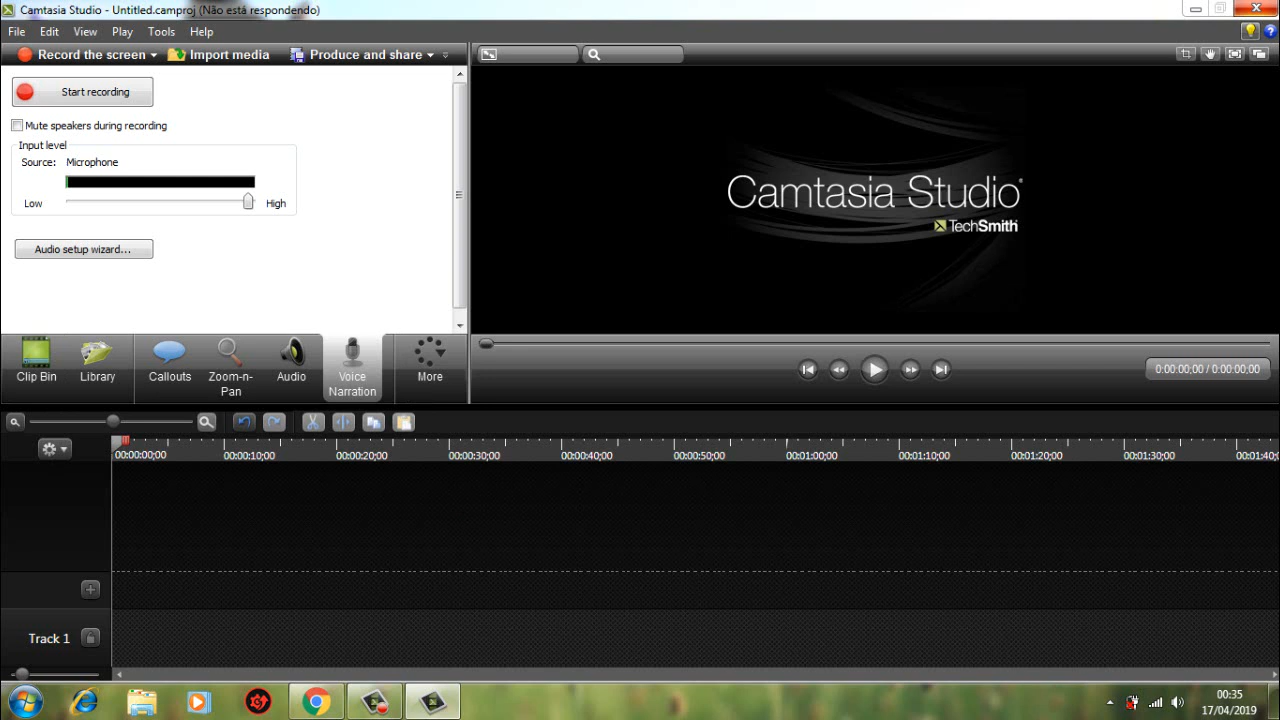 Camtasia Studio - Untitled.camproj (Não está respondendo)
File Edit View Play Tools Help
Record the screen Import media Produce and share
Start recording
Mute speakers during recording
Input level
Source: Microphone
Low High
Audio setup wizard...
Camtasia Studio®
TechSmith
Clip Bin Library Callouts Zoom-n-Pan Audio Voice Narration More
0:00:00;00 / 0:00:00;00
00:00:00;00 00:00:10;00 00:00:20;00 00:00:30;00 00:00:40;00 00:00:50;00 00:01:00;00 00:01:10;00 00:01:20;00 00:01:30;00 00:01:40;0
Track 1
00:35
17/04/2019